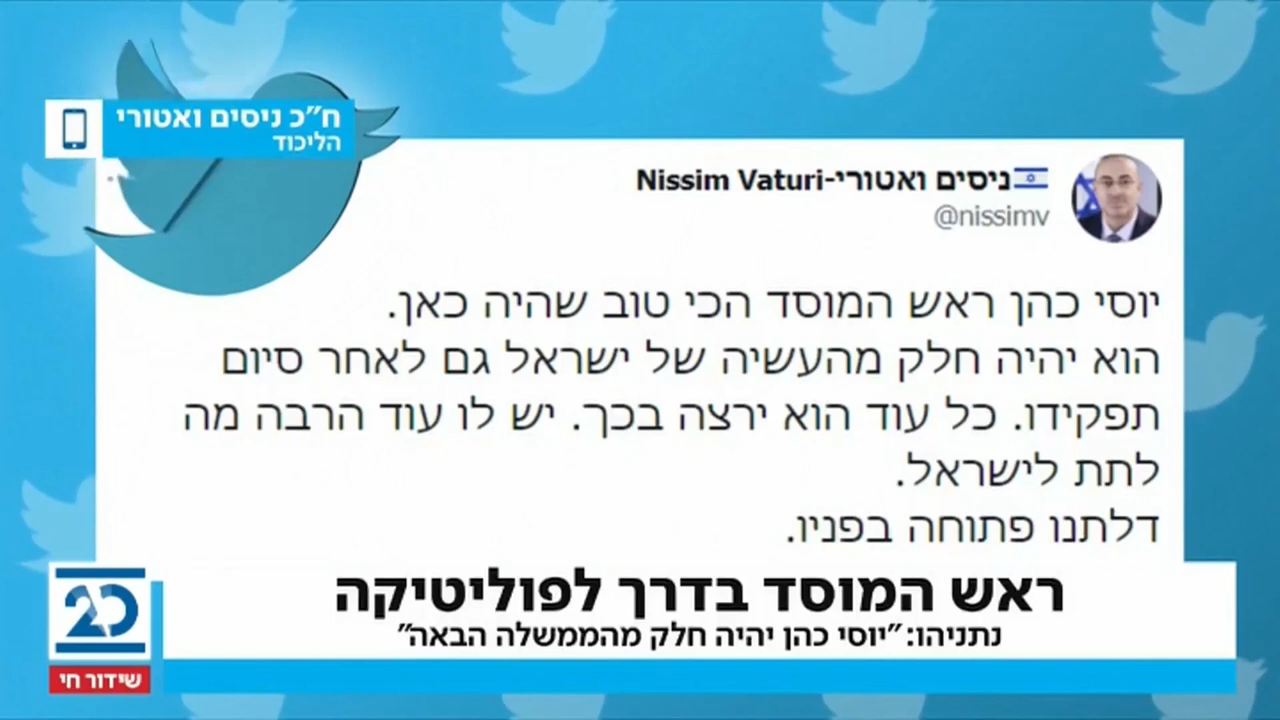 ח"כ ניסים ואטורי
הליכוד
ניסים ואטורי-Nissim Vaturi
@nissimv
יוסי כהן ראש המוסד הכי טוב שהיה כאן.
הוא יהיה חלק מהעשיה של ישראל גם לאחר סיום
תפקידו. כל עוד הוא ירצה בכך. יש לו עוד הרבה מה
לתת לישראל.
דלתנו פתוחה בפניו.
ראש המוסד בדרך לפוליטיקה
נתניהו: "יוסי כהן יהיה חלק מהממשלה הבאה"
20
שידור חי